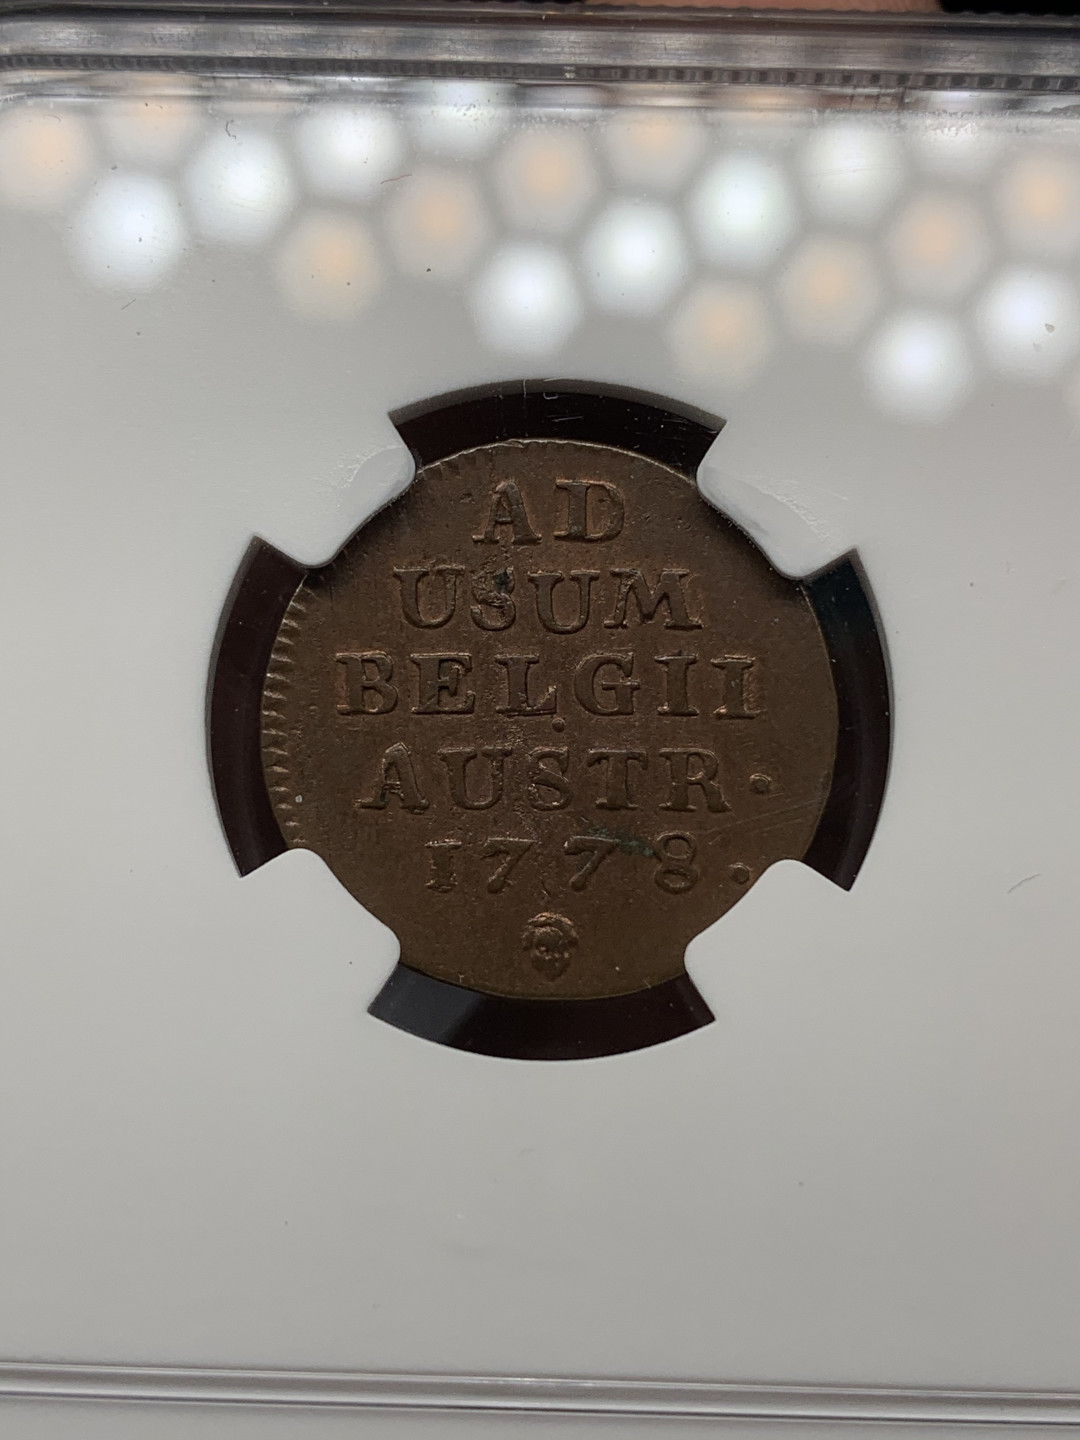 AD
USUM
BELGII
AUSTR.
1778.